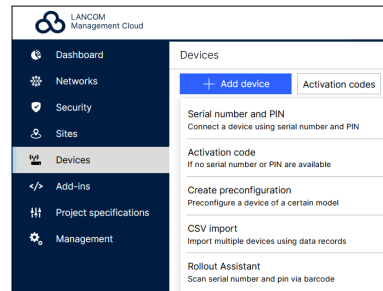 LANCOM
Management Cloud
Dashboard
Networks
Security
Sites
Devices
Add-ins
Project specifications
Management
Devices
Add device
Activation codes
Serial number and PIN
Connect a device using serial number and PIN
Activation code
If no serial number or PIN are available
Create preconfiguration
Preconfigure a device of a certain model
CSV import
Import multiple devices using data records
Rollout Assistant
Scan serial number and pin via barcode